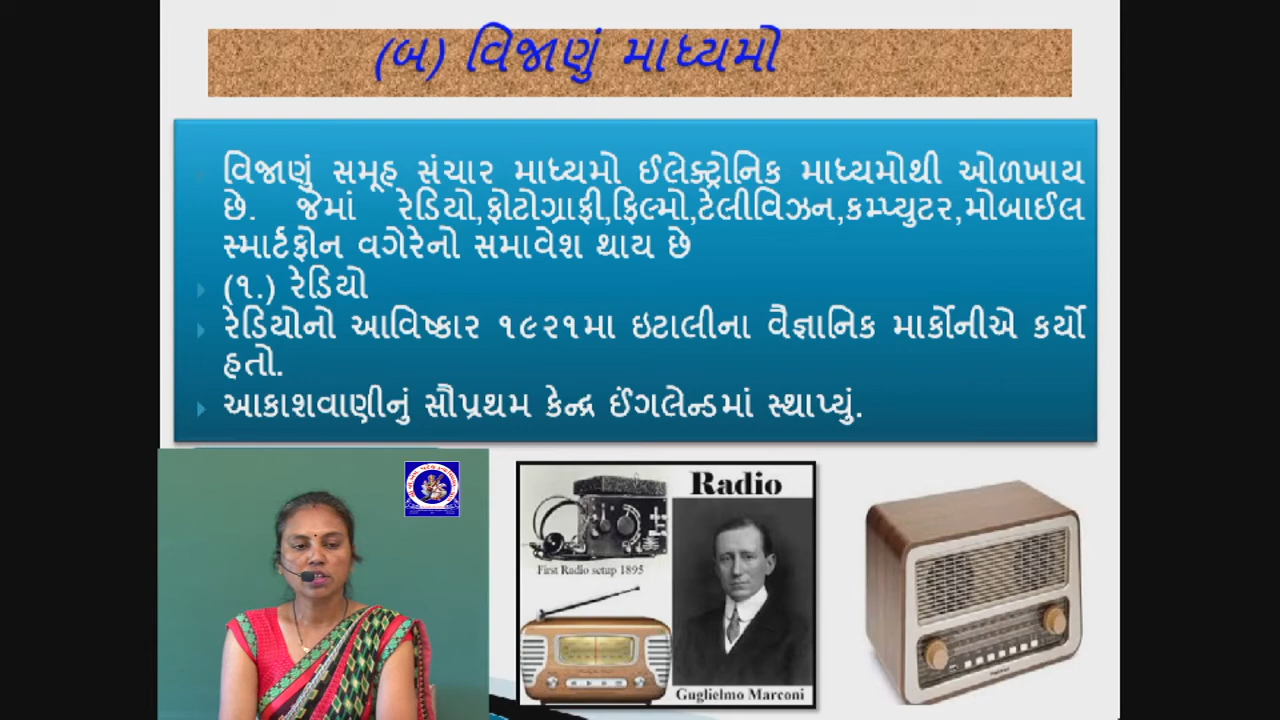 (બ) વિજાણું માધ્યમો
વિજાણું સમૂહ સંચાર માધ્યમો ઈલેક્ટ્રોનિક માધ્યમોથી ઓળખાય
છે. જેમાં રેડિયો,ફોટોગ્રાફી,ફિલ્મો,ટેલીવિઝન,કમ્પ્યુટર,મોબાઈલ
સ્માર્ટફોન વગેરેનો સમાવેશ થાય છે
(૧.) રેડિયો
રેડિયોનો આવિષ્કાર ૧૯૨૧મા ઇટાલીના વૈજ્ઞાનિક માર્કોનીએ કર્યો
હતો.
આકાશવાણીનું સૌપ્રથમ કેન્દ્ર ઈંગલેન્ડમાં સ્થાપ્યું.
Radio
First Radio setup 1895
Guglielmo Marconi